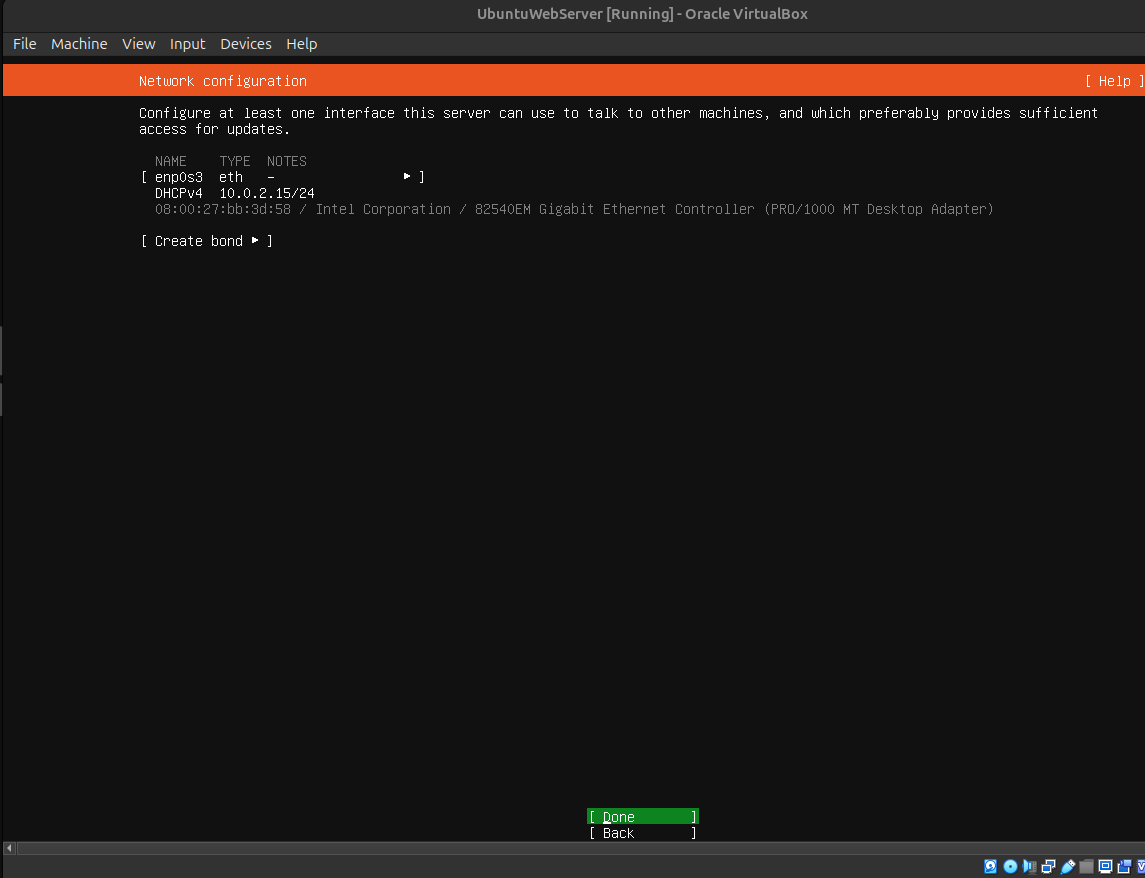 UbuntuWebServer [Running] - Oracle VirtualBox
File Machine View Input Devices Help
Network configuration [ Help ]
Configure at least one interface this server can use to talk to other machines, and which preferably provides sufficient
access for updates.
NAME TYPE NOTES
[ enp0s3 eth – ▸ ]
DHCPv4 10.0.2.15/24
08:00:27:bb:3d:58 / Intel Corporation / 82540EM Gigabit Ethernet Controller (PRO/1000 MT Desktop Adapter)
[ Create bond ▸ ]
[ Done ]
[ Back ]